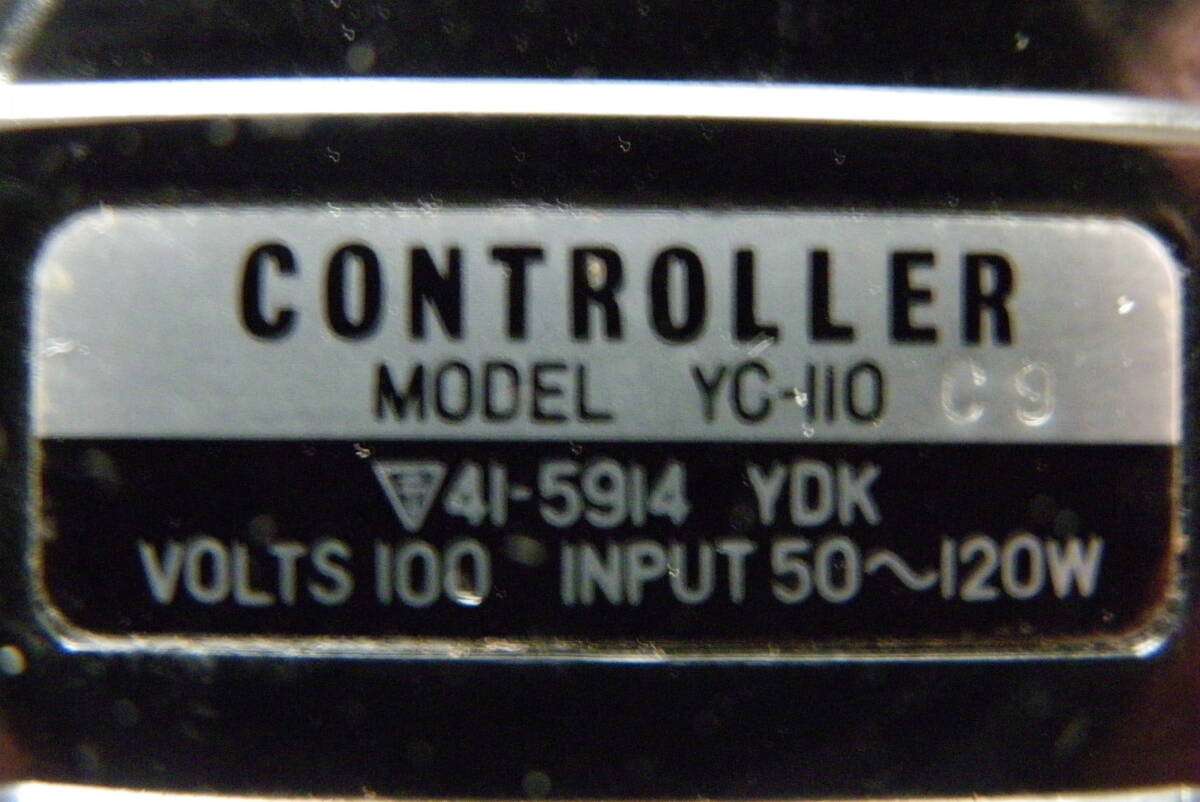 CONTROLLER
MODEL YC-110 C9
▽41-5914 YDK
VOLTS 100 INPUT 50~120W